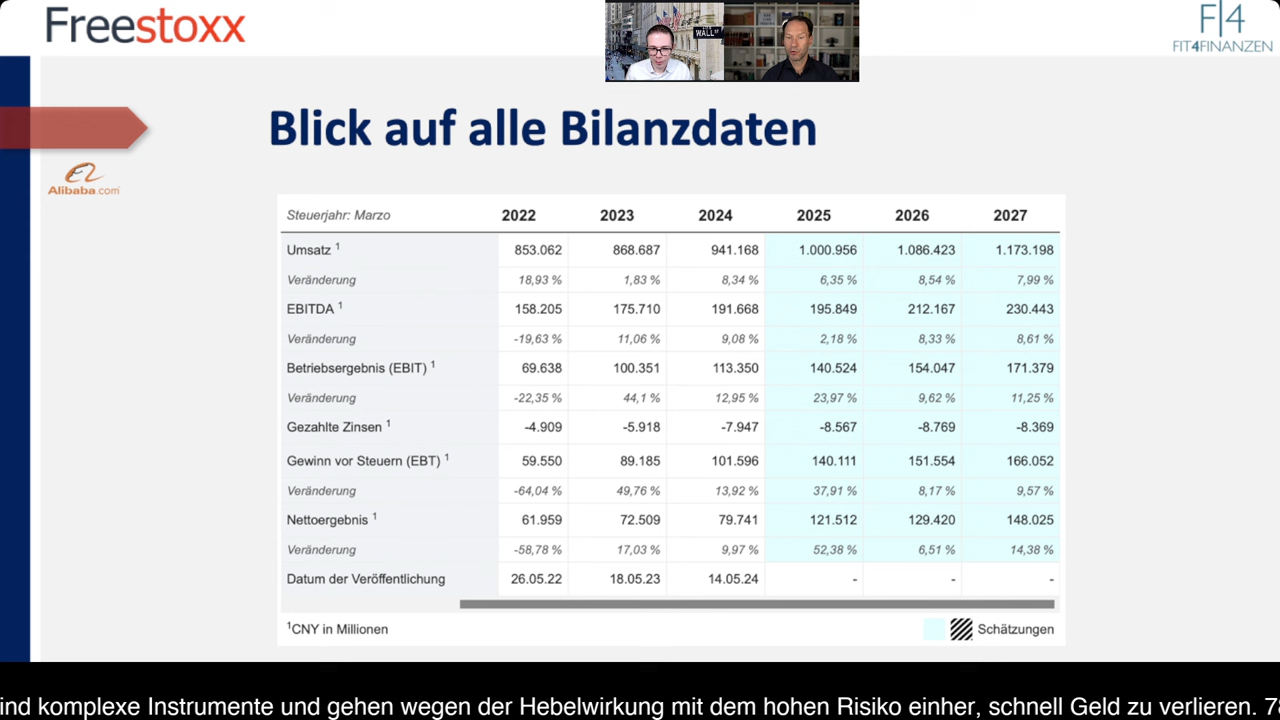 Freestoxx
WALL ST
F|4
FIT4FINANZEN
Blick auf alle Bilanzdaten
Alibaba.com
Steuerjahr: Marzo 2022 2023 2024 2025 2026 2027
Umsatz ¹ 853.062 868.687 941.168 1.000.956 1.086.423 1.173.198
Veränderung 18,93 % 1,83 % 8,34 % 6,35 % 8,54 % 7,99 %
EBITDA ¹ 158.205 175.710 191.668 195.849 212.167 230.443
Veränderung -19,63 % 11,06 % 9,08 % 2,18 % 8,33 % 8,61 %
Betriebsergebnis (EBIT) ¹ 69.638 100.351 113.350 140.524 154.047 171.379
Veränderung -22,35 % 44,1 % 12,95 % 23,97 % 9,62 % 11,25 %
Gezahlte Zinsen ¹ -4.909 -5.918 -7.947 -8.567 -8.769 -8.369
Gewinn vor Steuern (EBT) ¹ 59.550 89.185 101.596 140.111 151.554 166.052
Veränderung -64,04 % 49,76 % 13,92 % 37,91 % 8,17 % 9,57 %
Nettoergebnis ¹ 61.959 72.509 79.741 121.512 129.420 148.025
Veränderung -58,78 % 17,03 % 9,97 % 52,38 % 6,51 % 14,38 %
Datum der Veröffentlichung 26.05.22 18.05.23 14.05.24 - - -
¹CNY in Millionen Schätzungen
ind komplexe Instrumente und gehen wegen der Hebelwirkung mit dem hohen Risiko einher, schnell Geld zu verlieren. 7